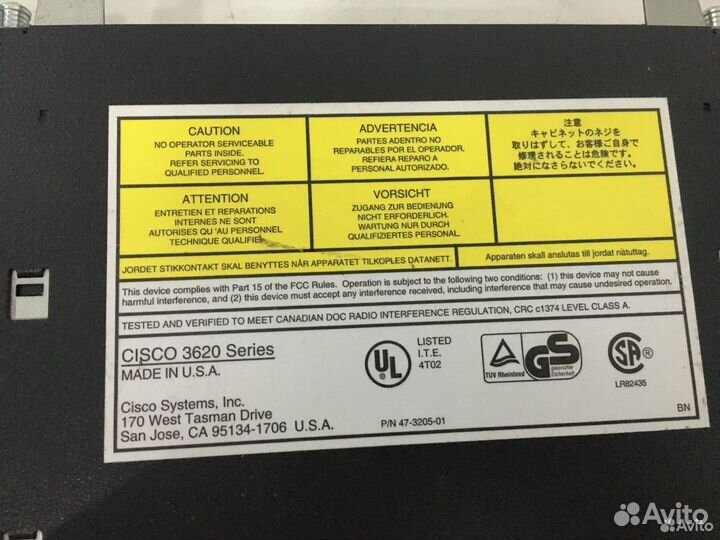 CAUTION
NO OPERATOR SERVICEABLE
PARTS INSIDE.
REFER SERVICING TO
QUALIFIED PERSONNEL.
ADVERTENCIA
PARTES ADENTRO NO
REPARABLES POR EL OPERADOR.
REFIERA REPARO A
PERSONAL AUTORIZADO.
注意
キャビネットのネジを
取りはずして、お客様ご自身で
修理されることは危険です。
絶対になさらないでください。
ATTENTION
ENTRETIEN ET REPARATIONS
INTERNES NE SONT
AUTORISES QU'AU PERSONNEL
TECHNIQUE QUALIFIE.
VORSICHT
ZUGANG ZUR BEDIENUNG
NICHT ERFORDERLICH.
WARTUNG NUR DURCH
QUALIFIZIERTES PERSONAL.
JORDET STIKKONTAKT SKAL BENYTTES NÅR APPARATET TILKOPLES DATANETT.
Apparaten skall anslutas till jordat nätuttag.
This device complies with Part 15 of the FCC Rules. Operation is subject to the following two conditions: (1) this device may not cause
harmful interference, and (2) this device must accept any interference received, including interference that may cause undesired operation.
TESTED AND VERIFIED TO MEET CANADIAN DOC RADIO INTERFERENCE REGULATION, CRC c1374 LEVEL CLASS A.
CISCO 3620 Series
MADE IN U.S.A.
Cisco Systems, Inc.
170 West Tasman Drive
San Jose, CA 95134-1706 U.S.A.
UL
LISTED
I.T.E.
4T02
P/N 47-3205-01
TÜV Rheinland
GS
geprüfte
Sicherheit
SA
LR82435
BN
Avito
Avito